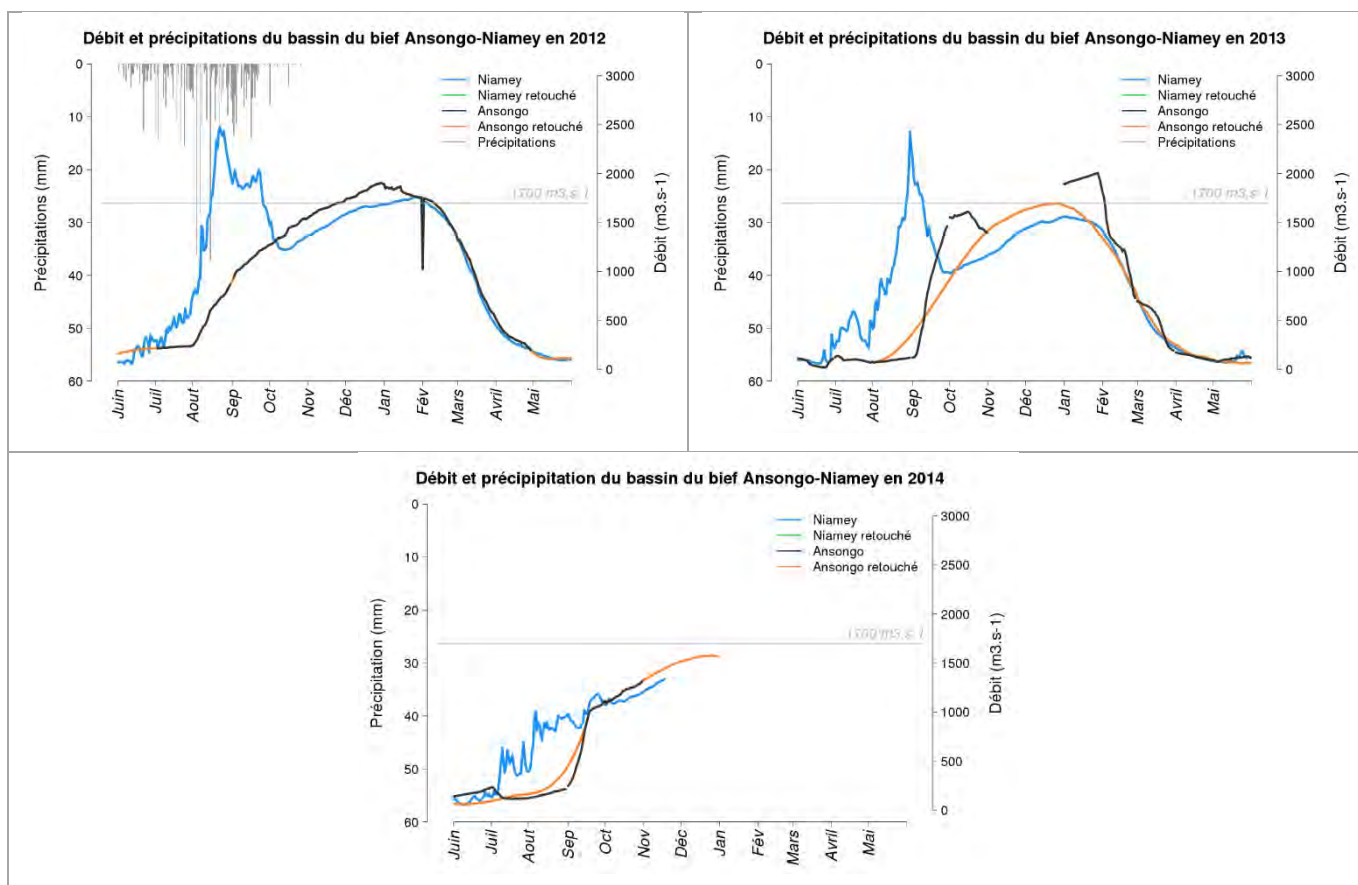 Débit et précipitations du bassin du bief Ansongo-Niamey en 2012
0
10
20
30
40
50
60
Précipitations (mm)
3000
2500
2000
1500
1000
500
0
Débit (m3.s-1)
Niamey
Niamey retouché
Ansongo
Ansongo retouché
Précipitations
Juin
Juil
Aout
Sep
Oct
Nov
Déc
Jan
Fév
Mars
Avril
Mai
Débit et précipitations du bassin du bief Ansongo-Niamey en 2013
0
10
20
30
40
50
60
Précipitations (mm)
3000
2500
2000
1500
1000
500
0
Débit (m3.s-1)
Niamey
Niamey retouché
Ansongo
Ansongo retouché
Précipitations
Juin
Juil
Aout
Sep
Oct
Nov
Déc
Jan
Fév
Mars
Avril
Mai
Débit et précipipitation du bassin du bief Ansongo-Niamey en 2014
0
10
20
30
40
50
60
Précipitation (mm)
3000
2500
2000
1500
1000
500
0
Débit (m3.s-1)
Niamey
Niamey retouché
Ansongo
Ansongo retouché
Juin
Juil
Aout
Sep
Oct
Nov
Déc
Jan
Fév
Mars
Avril
Mai